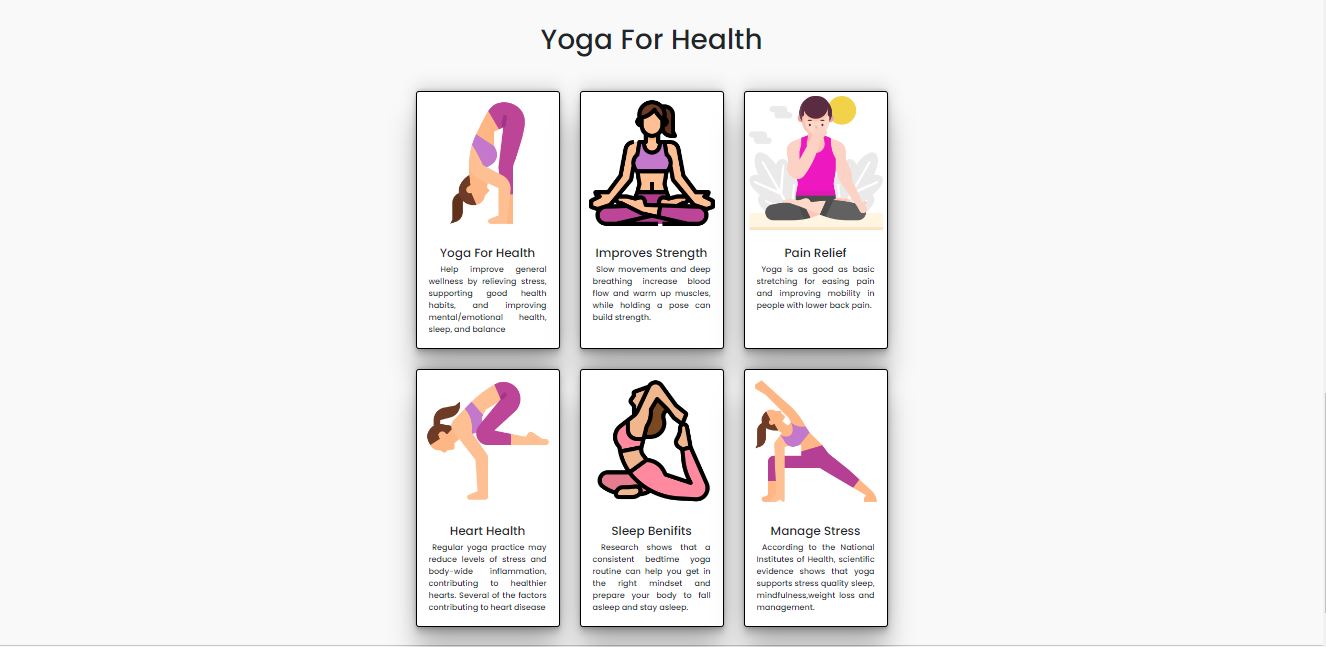 Yoga For Health
Yoga For Health
Help improve general
wellness by relieving stress,
supporting good health
habits, and improving
mental/emotional health,
sleep, and balance
Improves Strength
Slow movements and deep
breathing increase blood
flow and warm up muscles,
while holding a pose can
build strength.
Pain Relief
Yoga is as good as basic
stretching for easing pain
and improving mobility in
people with lower back pain.
Heart Health
Regular yoga practice may
reduce levels of stress and
body-wide inflammation,
contributing to healthier
hearts. Several of the factors
contributing to heart disease
Sleep Benifits
Research shows that a
consistent bedtime yoga
routine can help you get in
the right mindset and
prepare your body to fall
asleep and stay asleep.
Manage Stress
According to the National
Institutes of Health, scientific
evidence shows that yoga
supports stress quality sleep,
mindfulness,weight loss and
management.